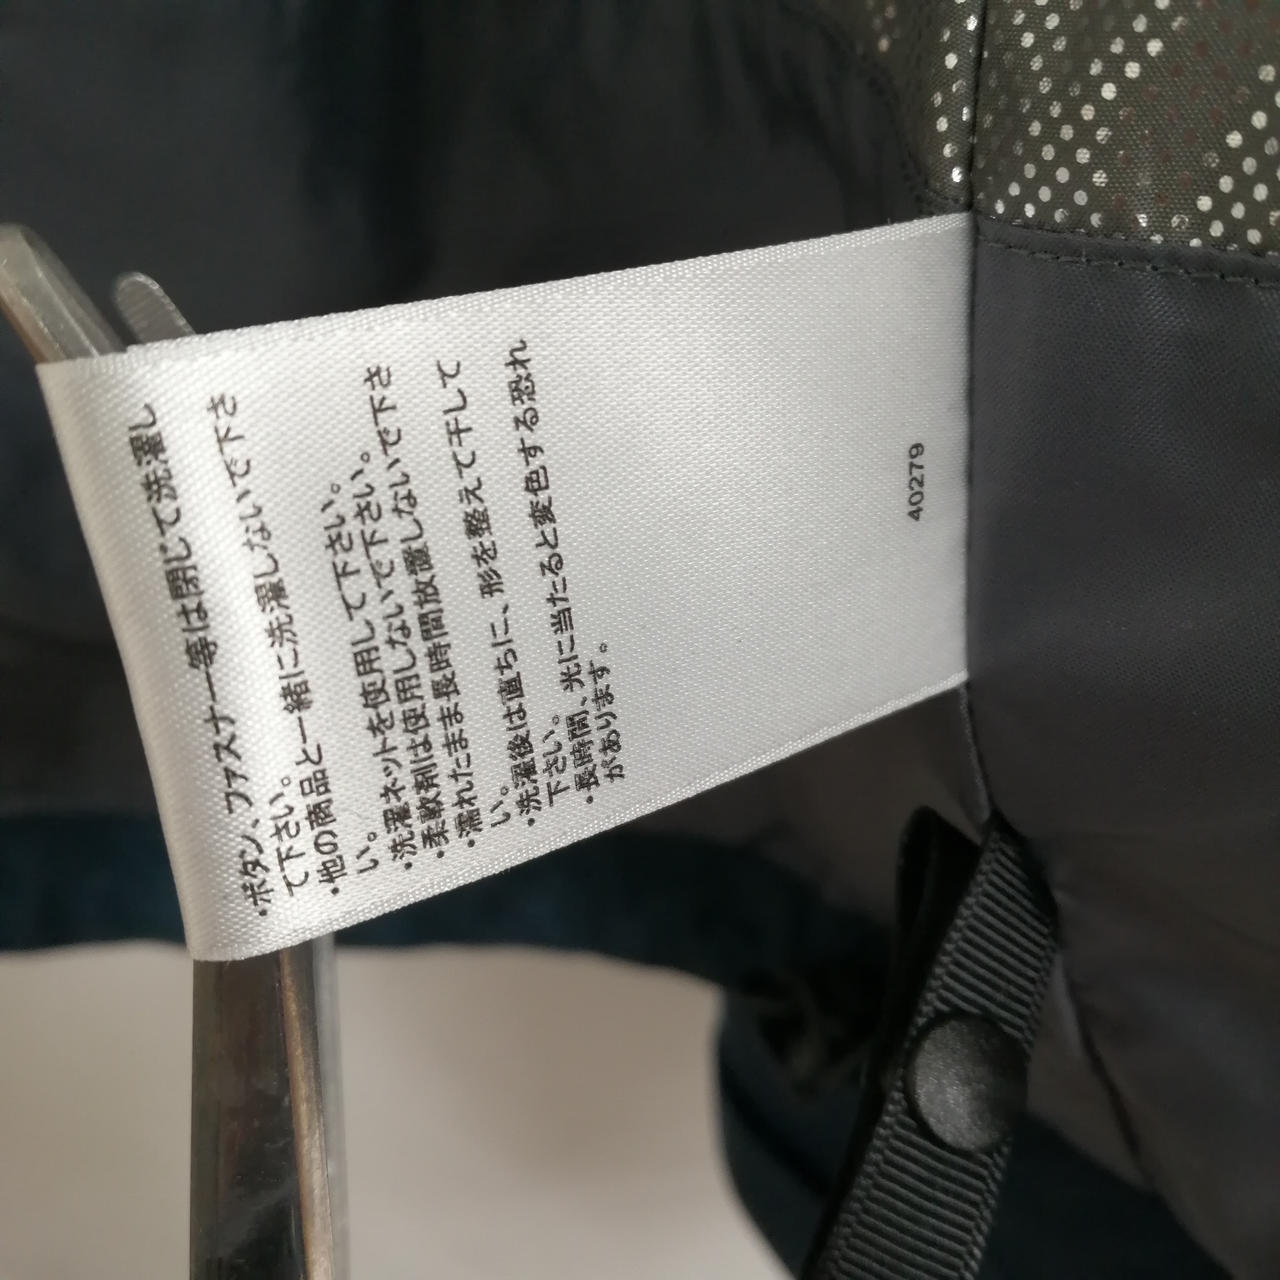 ・ボタン、ファスナー等は閉じて洗濯し
て下さい。
・他の商品と一緒に洗濯しないで下さ
い。
・洗濯ネットを使用して下さい。
・柔軟剤は使用しないで下さい。
・濡れたまま長時間放置しないで下さ
い。
・洗濯後は直ちに、形を整えて干して
下さい。
・長時間、光に当たると変色する恐れ
があります。
40279